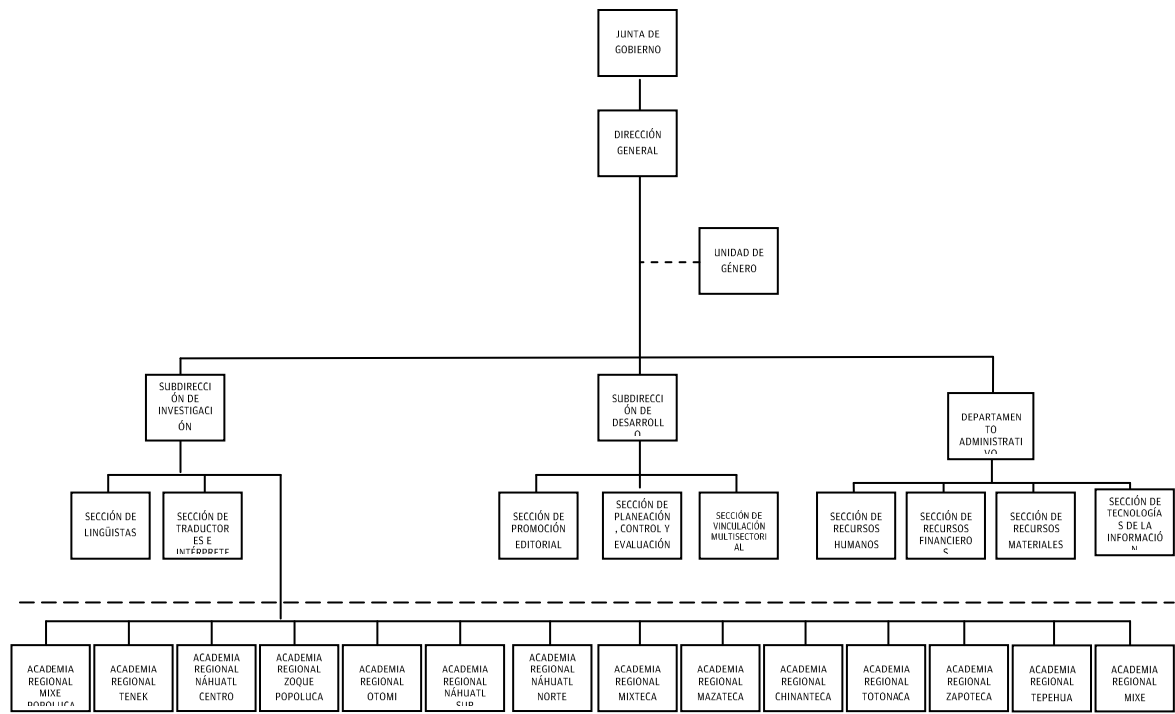 JUNTA DE
GOBIERNO
DIRECCIÓN
GENERAL
UNIDAD DE
GÉNERO
SUBDIRECCI
ÓN DE
INVESTIGACI
ÓN
SUBDIRECCI
ÓN DE
DESARROLL
O
DEPARTAMEN
TO
ADMINISTRATI
VO
SECCIÓN DE
LINGÜISTAS
SECCIÓN DE
TRADUCTOR
ES E
INTÉRPRETE
SECCIÓN DE
PROMOCIÓN
EDITORIAL
SECCIÓN DE
PLANEACIÓN
, CONTROL Y
EVALUACIÓN
SECCIÓN DE
VINCULACIÓN
MULTISECTORI
AL
SECCIÓN DE
RECURSOS
HUMANOS
SECCIÓN DE
RECURSOS
FINANCIERO
S
SECCIÓN DE
RECURSOS
MATERIALES
SECCIÓN DE
TECNOLOGÍA
S DE LA
INFORMACIÓ
N
ACADEMIA
REGIONAL
MIXE
POPOLUCA
ACADEMIA
REGIONAL
TENEK
ACADEMIA
REGIONAL
NÁHUATL
CENTRO
ACADEMIA
REGIONAL
ZOQUE
POPOLUCA
ACADEMIA
REGIONAL
OTOMI
ACADEMIA
REGIONAL
NÁHUATL
SUR
ACADEMIA
REGIONAL
NÁHUATL
NORTE
ACADEMIA
REGIONAL
MIXTECA
ACADEMIA
REGIONAL
MAZATECA
ACADEMIA
REGIONAL
CHINANTECA
ACADEMIA
REGIONAL
TOTONACA
ACADEMIA
REGIONAL
ZAPOTECA
ACADEMIA
REGIONAL
TEPEHUA
ACADEMIA
REGIONAL
MIXE